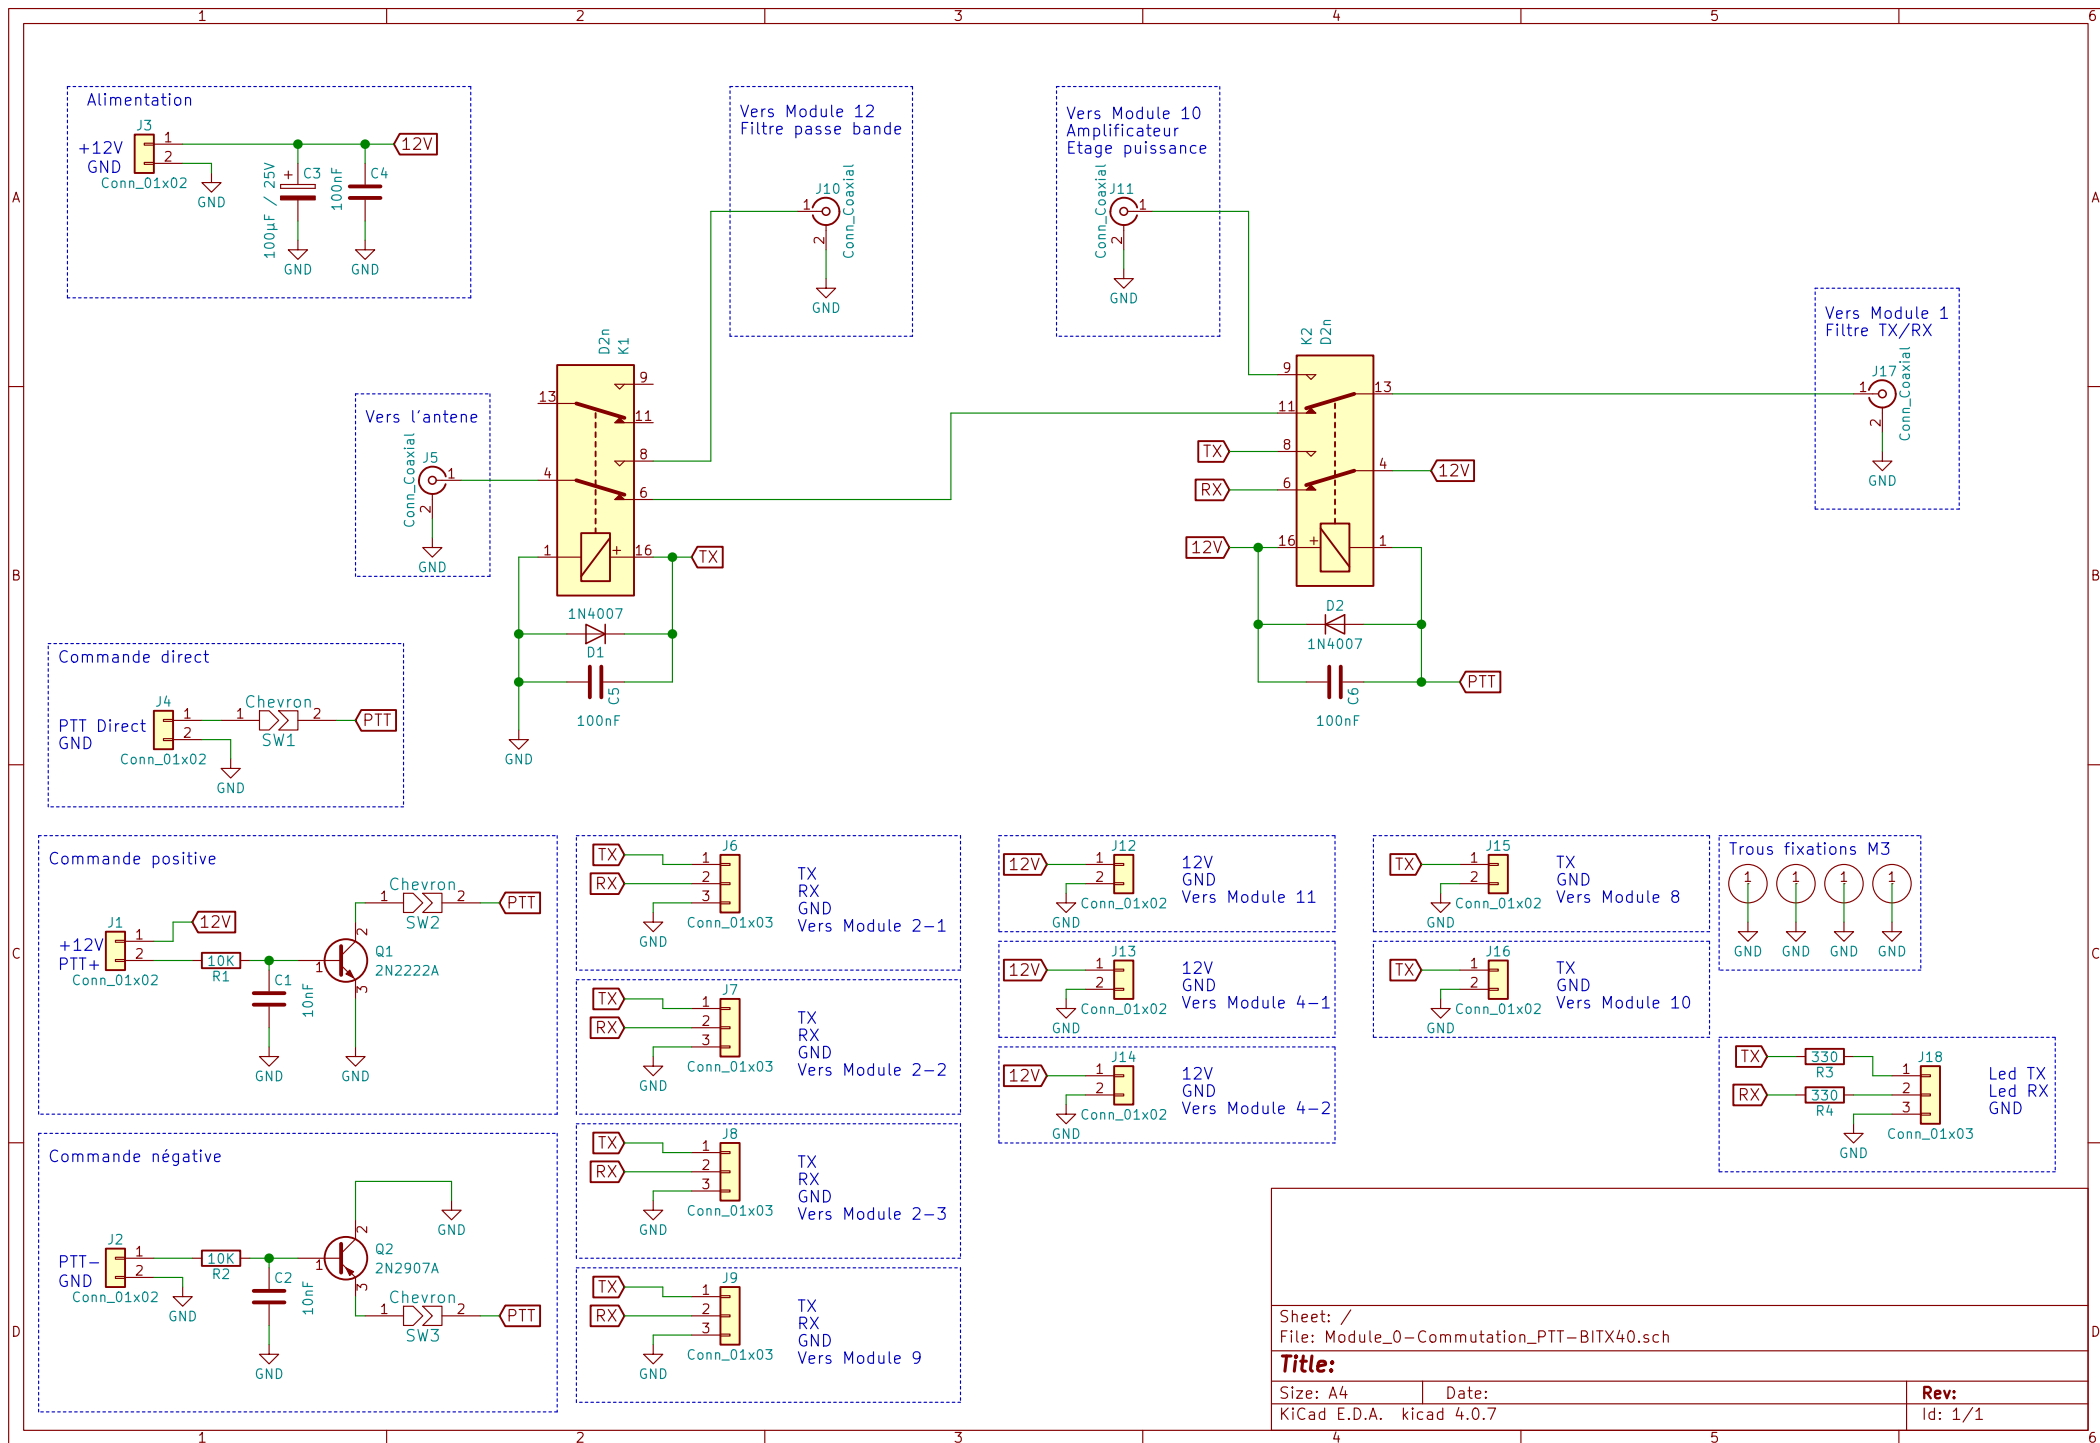 1
2
3
4
5
6
A
B
C
D
A
B
C
D
Alimentation
J3
+12V
GND
1
2
Conn_01x02
GND
+
C3
100µF / 25V
GND
100nF
C4
GND
12V
Vers Module 12
Filtre passe bande
J10
1
2
Conn_Coaxial
GND
Vers Module 10
Amplificateur
Etage puissance
J11
1
2
Conn_Coaxial
GND
Vers Module 1
Filtre TX/RX
J17
1
2
Conn_Coaxial
GND
Vers l'antene
J5
1
2
Conn_Coaxial
GND
D2n
K1
13
9
11
8
4
6
1
+
16
TX
1N4007
D1
C5
100nF
GND
K2
D2n
9
13
11
TX
8
4
12V
RX
6
12V
16
+
1
D2
1N4007
C6
100nF
PTT
Commande direct
J4
PTT Direct
GND
1
2
Conn_01x02
GND
Chevron
1
2
SW1
PTT
Commande positive
J1
+12V
PTT+
1
2
Conn_01x02
12V
10K
R1
C1
10nF
GND
1
2
3
Q1
2N2222A
GND
Chevron
1
2
SW2
PTT
Commande négative
J2
PTT-
GND
1
2
Conn_01x02
GND
10K
R2
C2
10nF
GND
1
2
3
Q2
2N2907A
GND
Chevron
1
2
SW3
PTT
TX
RX
J6
1
2
3
GND
Conn_01x03
TX
RX
GND
Vers Module 2-1
TX
RX
J7
1
2
3
GND
Conn_01x03
TX
RX
GND
Vers Module 2-2
TX
RX
J8
1
2
3
GND
Conn_01x03
TX
RX
GND
Vers Module 2-3
TX
RX
J9
1
2
3
GND
Conn_01x03
TX
RX
GND
Vers Module 9
12V
J12
1
2
GND
Conn_01x02
12V
GND
Vers Module 11
12V
J13
1
2
GND
Conn_01x02
12V
GND
Vers Module 4-1
12V
J14
1
2
GND
Conn_01x02
12V
GND
Vers Module 4-2
TX
J15
1
2
GND
Conn_01x02
TX
GND
Vers Module 8
TX
J16
1
2
GND
Conn_01x02
TX
GND
Vers Module 10
Trous fixations M3
1
1
1
1
GND
GND
GND
GND
TX
330
R3
RX
330
R4
J18
1
2
3
GND
Conn_01x03
Led TX
Led RX
GND
Sheet: /
File: Module_0-Commutation_PTT-BITX40.sch
Title:
Size: A4
Date:
Rev:
KiCad E.D.A. kicad 4.0.7
Id: 1/1
1
2
3
4
5
6